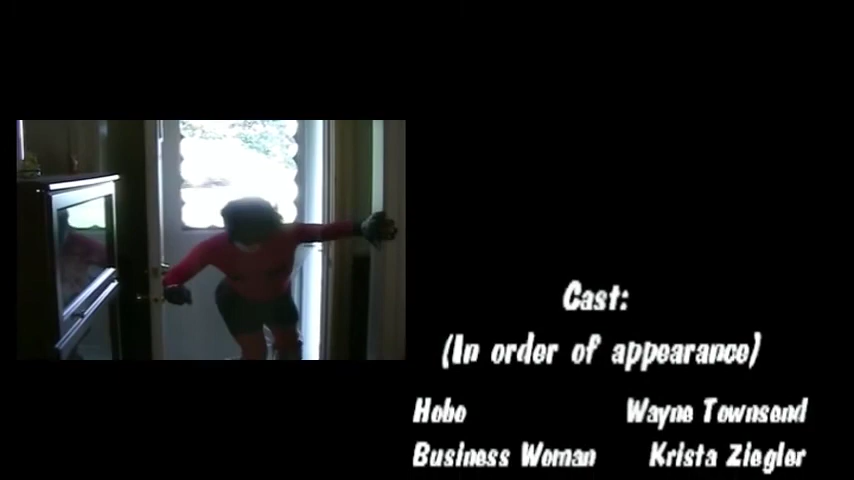 Cast:
(In order of appearance)
Hobo Wayne Townsend
Business Woman Krista Ziegler